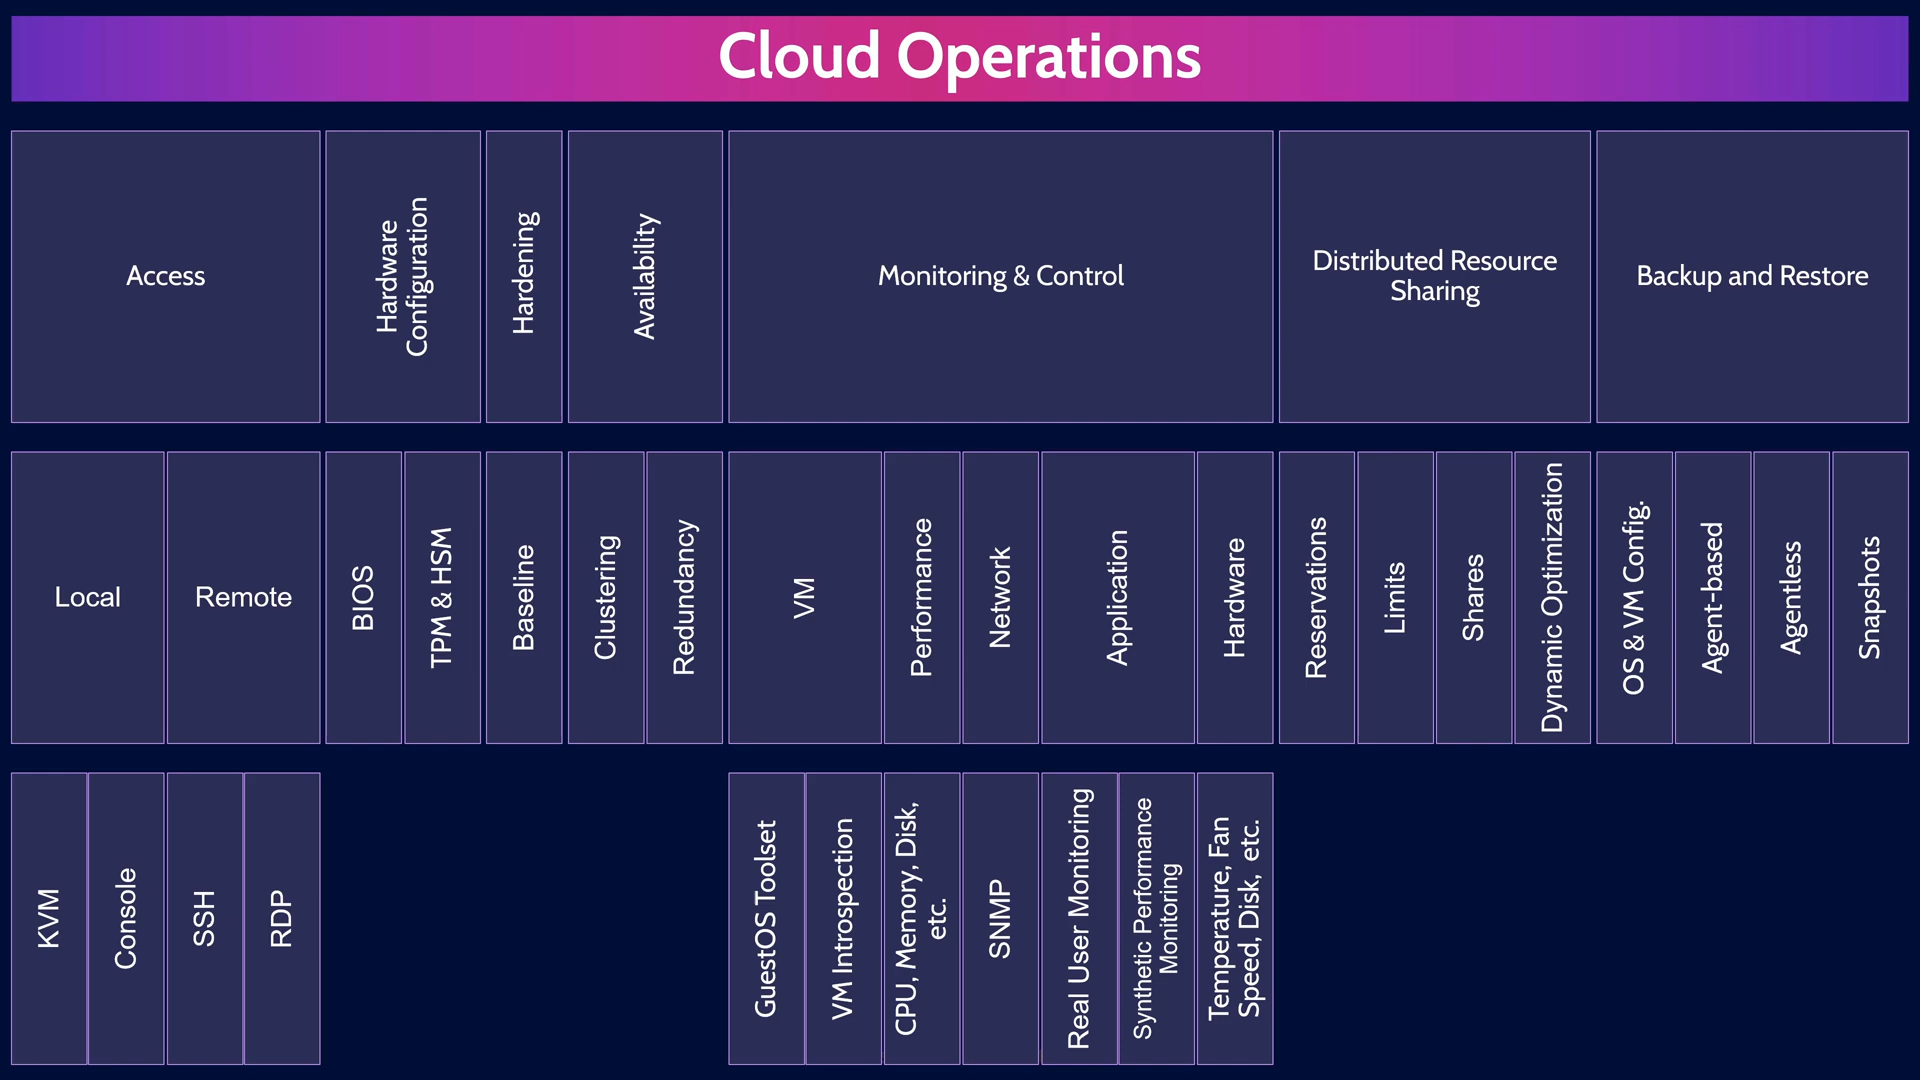 Cloud Operations
Access
Hardware
Configuration
Hardening
Availability
Monitoring & Control
Distributed Resource
Sharing
Backup and Restore
Local
Remote
BIOS
TPM & HSM
Baseline
Clustering
Redundancy
VM
Performance
Network
Application
Hardware
Reservations
Limits
Shares
Dynamic Optimization
OS & VM Config.
Agent-based
Agentless
Snapshots
KVM
Console
SSH
RDP
GuestOS Toolset
VM Introspection
CPU, Memory, Disk,
etc.
SNMP
Real User Monitoring
Synthetic Performance
Monitoring
Temperature, Fan
Speed, Disk, etc.